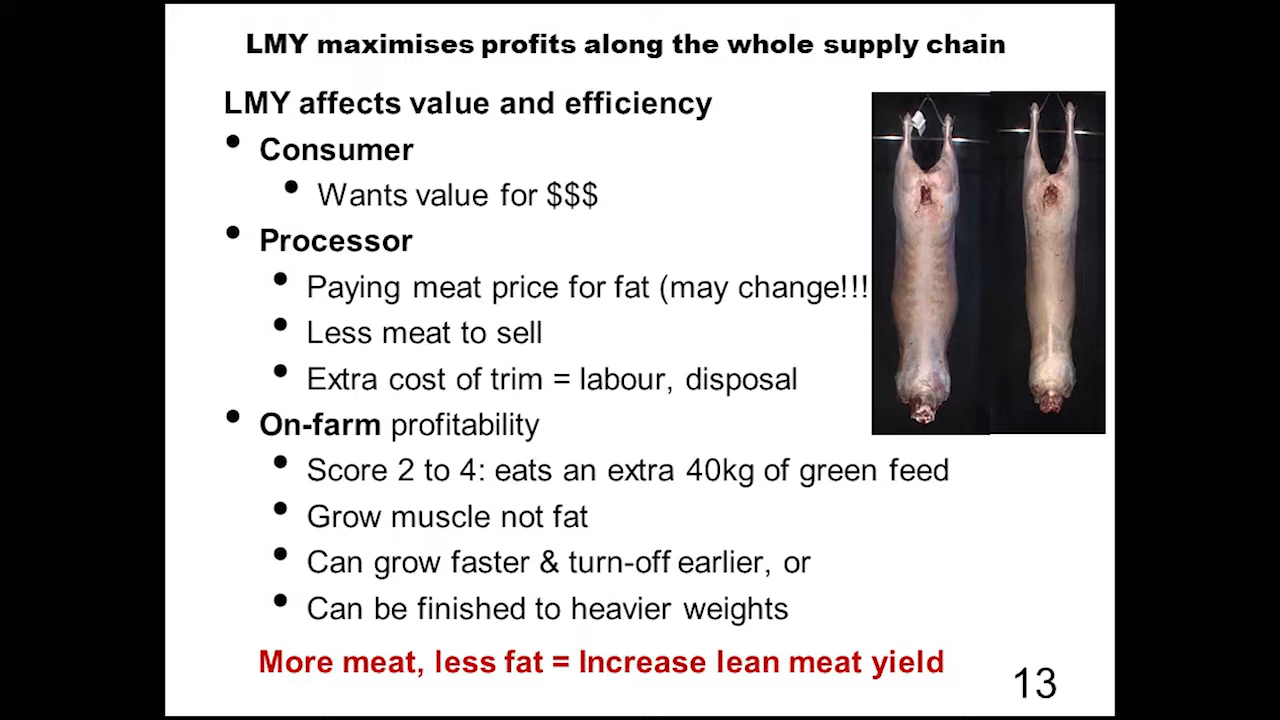 LMY maximises profits along the whole supply chain
LMY affects value and efficiency
• Consumer
• Wants value for $$$
• Processor
• Paying meat price for fat (may change!!!
• Less meat to sell
• Extra cost of trim = labour, disposal
• On-farm profitability
• Score 2 to 4: eats an extra 40kg of green feed
• Grow muscle not fat
• Can grow faster & turn-off earlier, or
• Can be finished to heavier weights
More meat, less fat = Increase lean meat yield
13